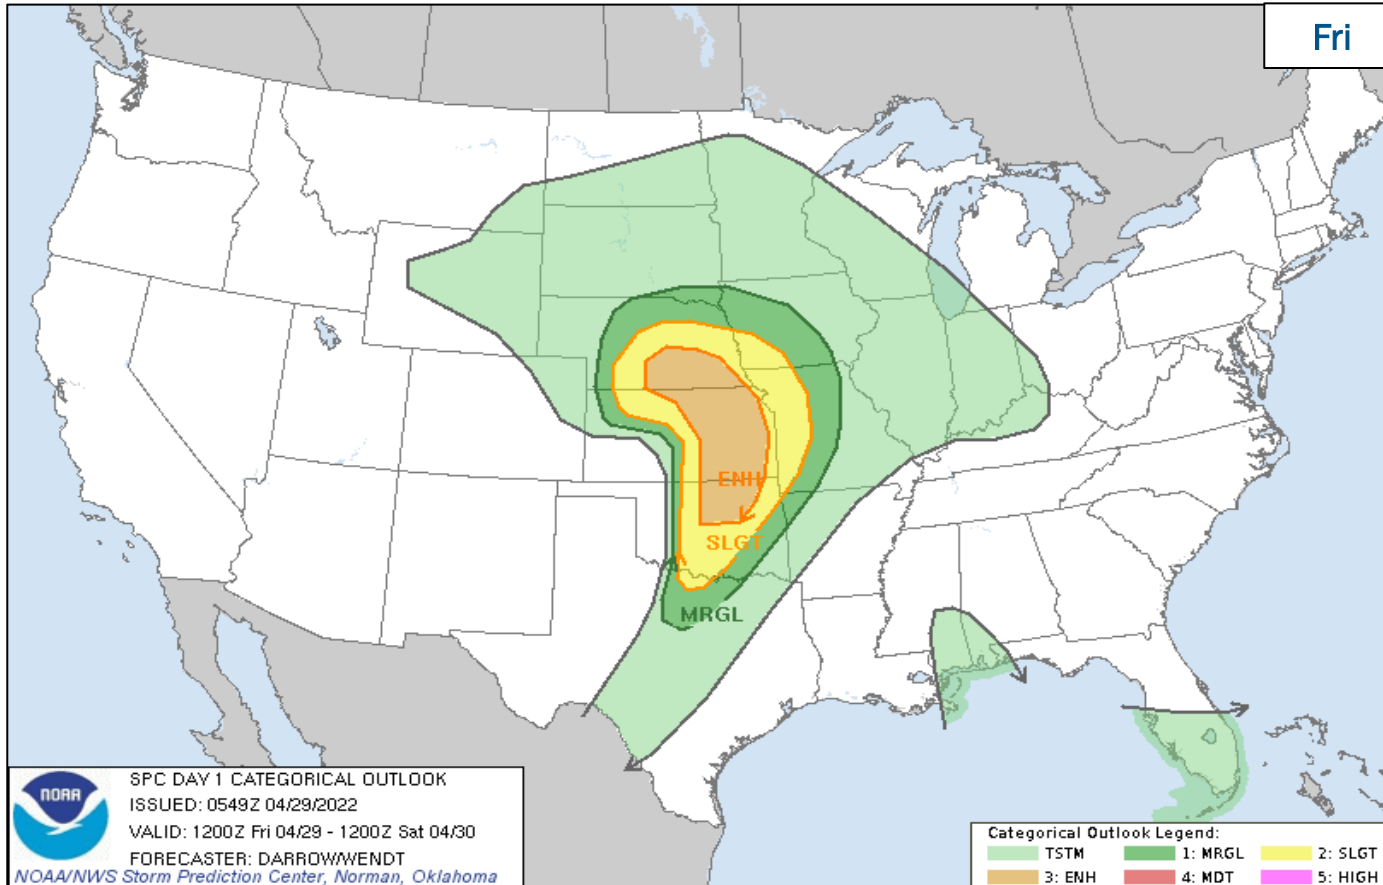 Fri
ENH
SLGT
MRGL
NOAA
SPC DAY 1 CATEGORICAL OUTLOOK
ISSUED: 0549Z 04/29/2022
VALID: 1200Z Fri 04/29 - 1200Z Sat 04/30
FORECASTER: DARROW/WENDT
NOAA/NWS Storm Prediction Center, Norman, Oklahoma
Categorical Outlook Legend:
TSTM 1: MRGL 2: SLGT
3: ENH 4: MDT 5: HIGH